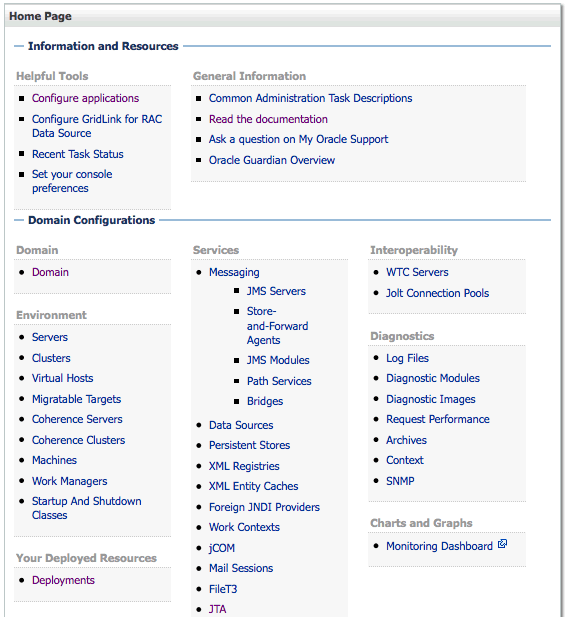 Home Page
Information and Resources
Helpful Tools
Configure applications
Configure GridLink for RAC
Data Source
Recent Task Status
Set your console
preferences
General Information
Common Administration Task Descriptions
Read the documentation
Ask a question on My Oracle Support
Oracle Guardian Overview
Domain Configurations
Domain
Domain
Environment
Servers
Clusters
Virtual Hosts
Migratable Targets
Coherence Servers
Coherence Clusters
Machines
Work Managers
Startup And Shutdown
Classes
Your Deployed Resources
Deployments
Services
Messaging
JMS Servers
Store-
and-Forward
Agents
JMS Modules
Path Services
Bridges
Data Sources
Persistent Stores
XML Registries
XML Entity Caches
Foreign JNDI Providers
Work Contexts
jCOM
Mail Sessions
FileT3
JTA
Interoperability
WTC Servers
Jolt Connection Pools
Diagnostics
Log Files
Diagnostic Modules
Diagnostic Images
Request Performance
Archives
Context
SNMP
Charts and Graphs
Monitoring Dashboard